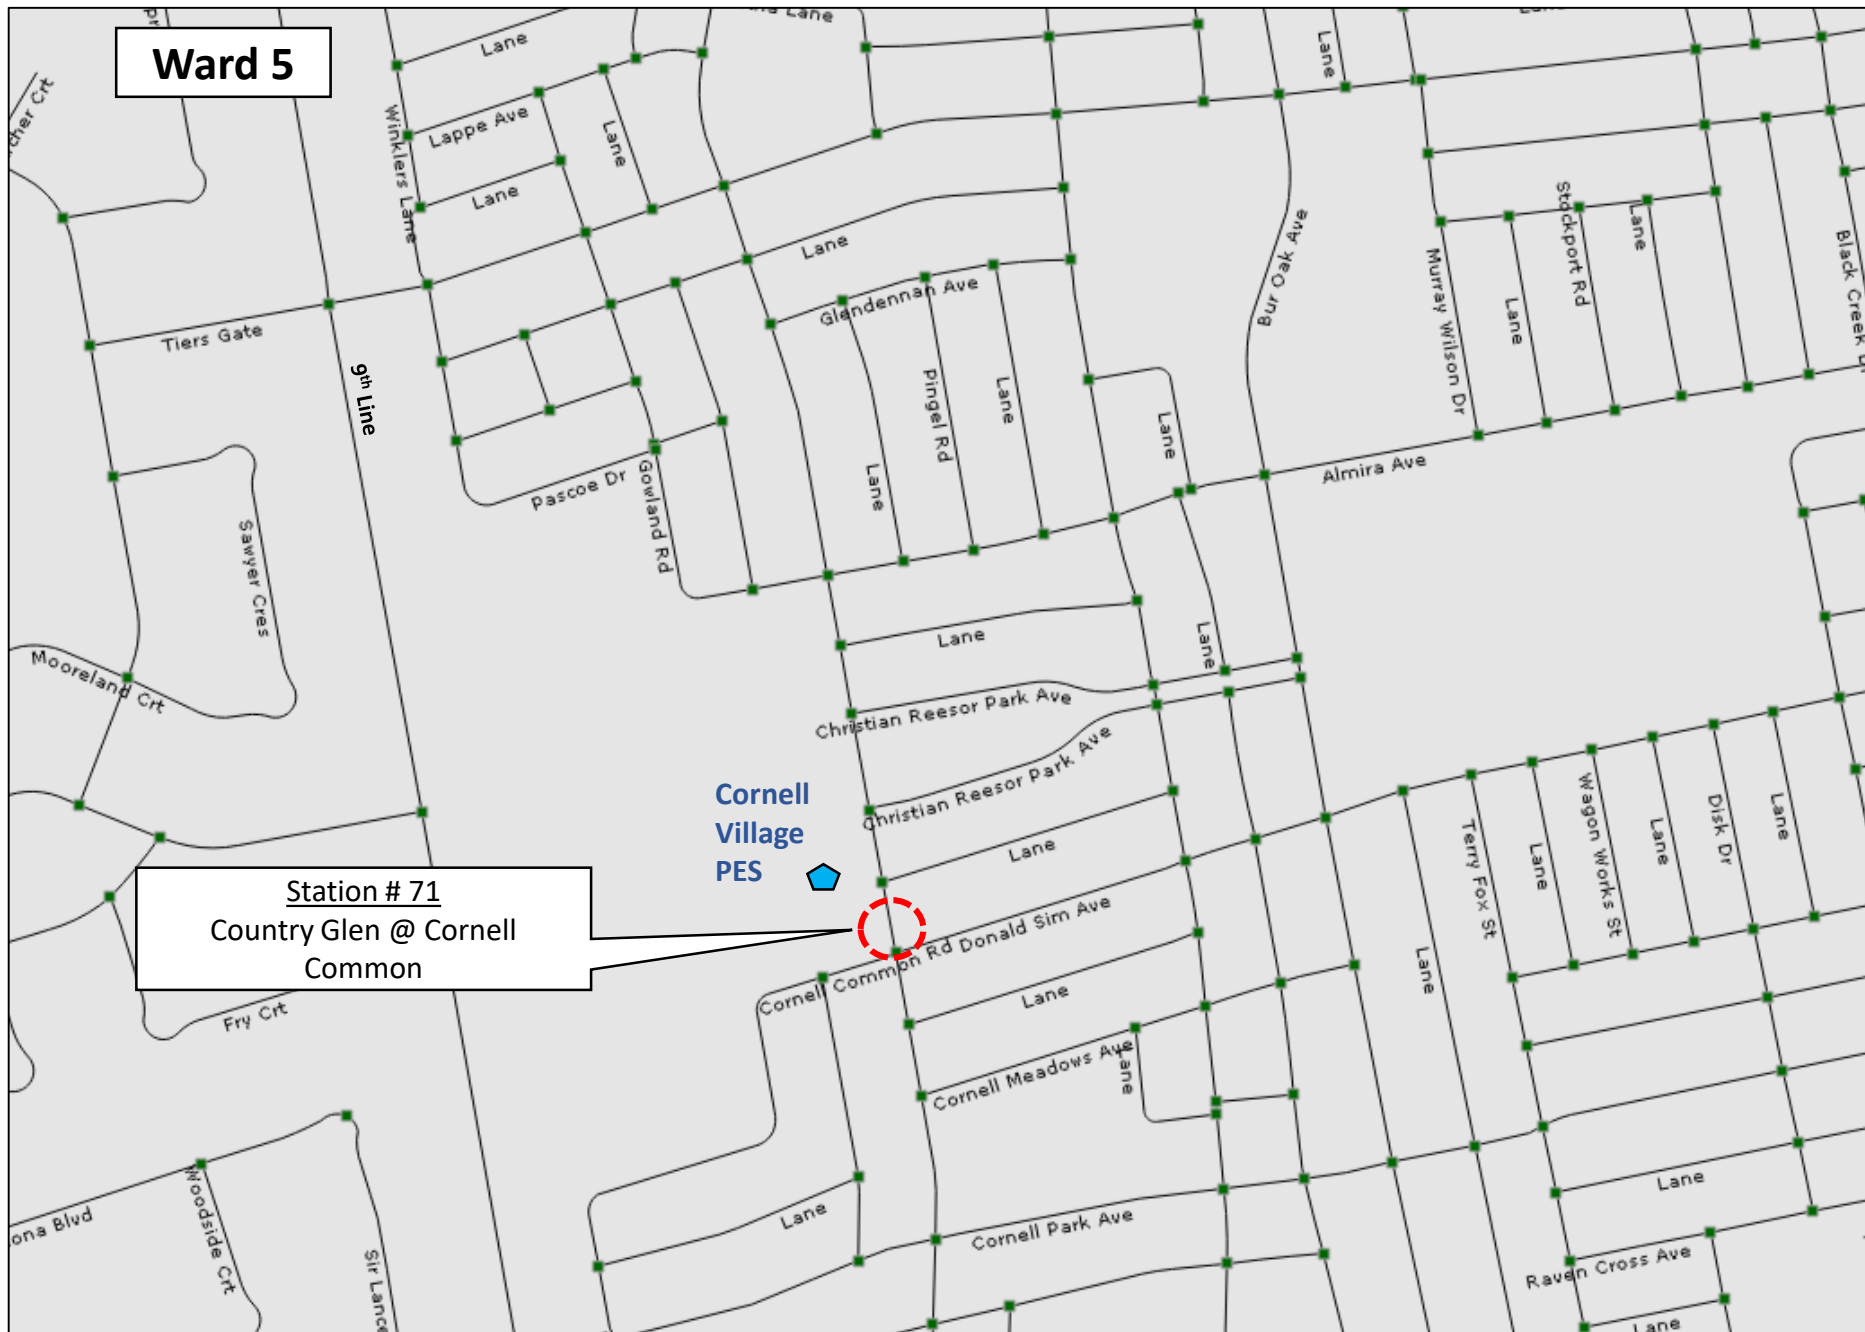 Ward 5
Lane
Lane
Lane
Lappe Ave
Winklers Lane
Lane
Lane
Lane
Tiers Gate
9th Line
Glendennan Ave
Bur Oak Ave
Stockport Rd
Lane
Murray Wilson Dr
Lane
Black Creek
Pingel Rd
Lane
Lane
Lane
Almira Ave
Pascoe Dr
Gowland Rd
Sawyer Cres
Mooreland Crt
Lane
Lane
Christian Reesor Park Ave
Christian Reesor Park Ave
Cornell
Village
PES
Lane
Terry Fox St
Lane
Wagon Works St
Lane
Disk Dr
Lane
Station # 71
Country Glen @ Cornell
Common
Cornell Common Rd
Donald Sim Ave
Lane
Lane
Fry Crt
Cornell Meadows Ave
Lane
Woodside Crt
ona Blvd
Sir Lance
Lane
Cornell Park Ave
Lane
Raven Cross Ave
Lane